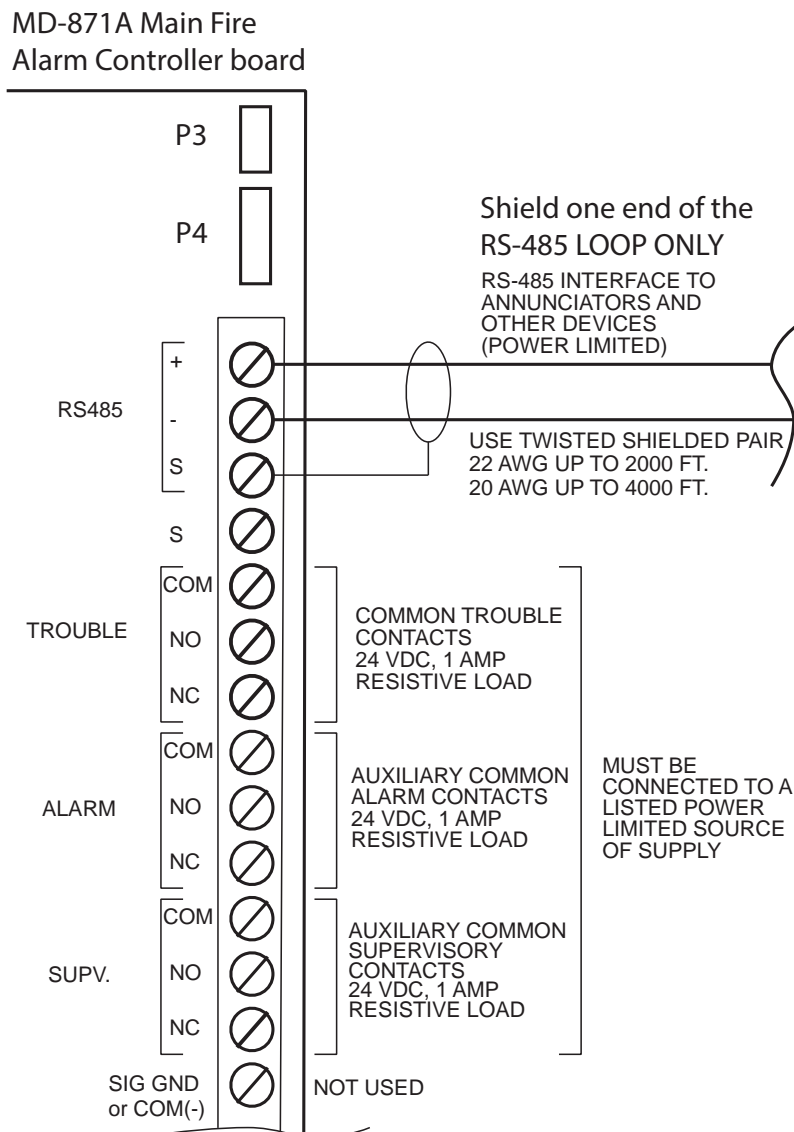 MD-871A Main Fire
Alarm Controller board
P3
P4
Shield one end of the
RS-485 LOOP ONLY
RS-485 INTERFACE TO
ANNUNCIATORS AND
OTHER DEVICES
(POWER LIMITED)
RS485
+
-
S
USE TWISTED SHIELDED PAIR
22 AWG UP TO 2000 FT.
20 AWG UP TO 4000 FT.
S
TROUBLE
COM
NO
NC
COMMON TROUBLE
CONTACTS
24 VDC, 1 AMP
RESISTIVE LOAD
ALARM
COM
NO
NC
AUXILIARY COMMON
ALARM CONTACTS
24 VDC, 1 AMP
RESISTIVE LOAD
MUST BE
CONNECTED TO A
LISTED POWER
LIMITED SOURCE
OF SUPPLY
SUPV.
COM
NO
NC
AUXILIARY COMMON
SUPERVISORY
CONTACTS
24 VDC, 1 AMP
RESISTIVE LOAD
SIG GND
or COM(-)
NOT USED